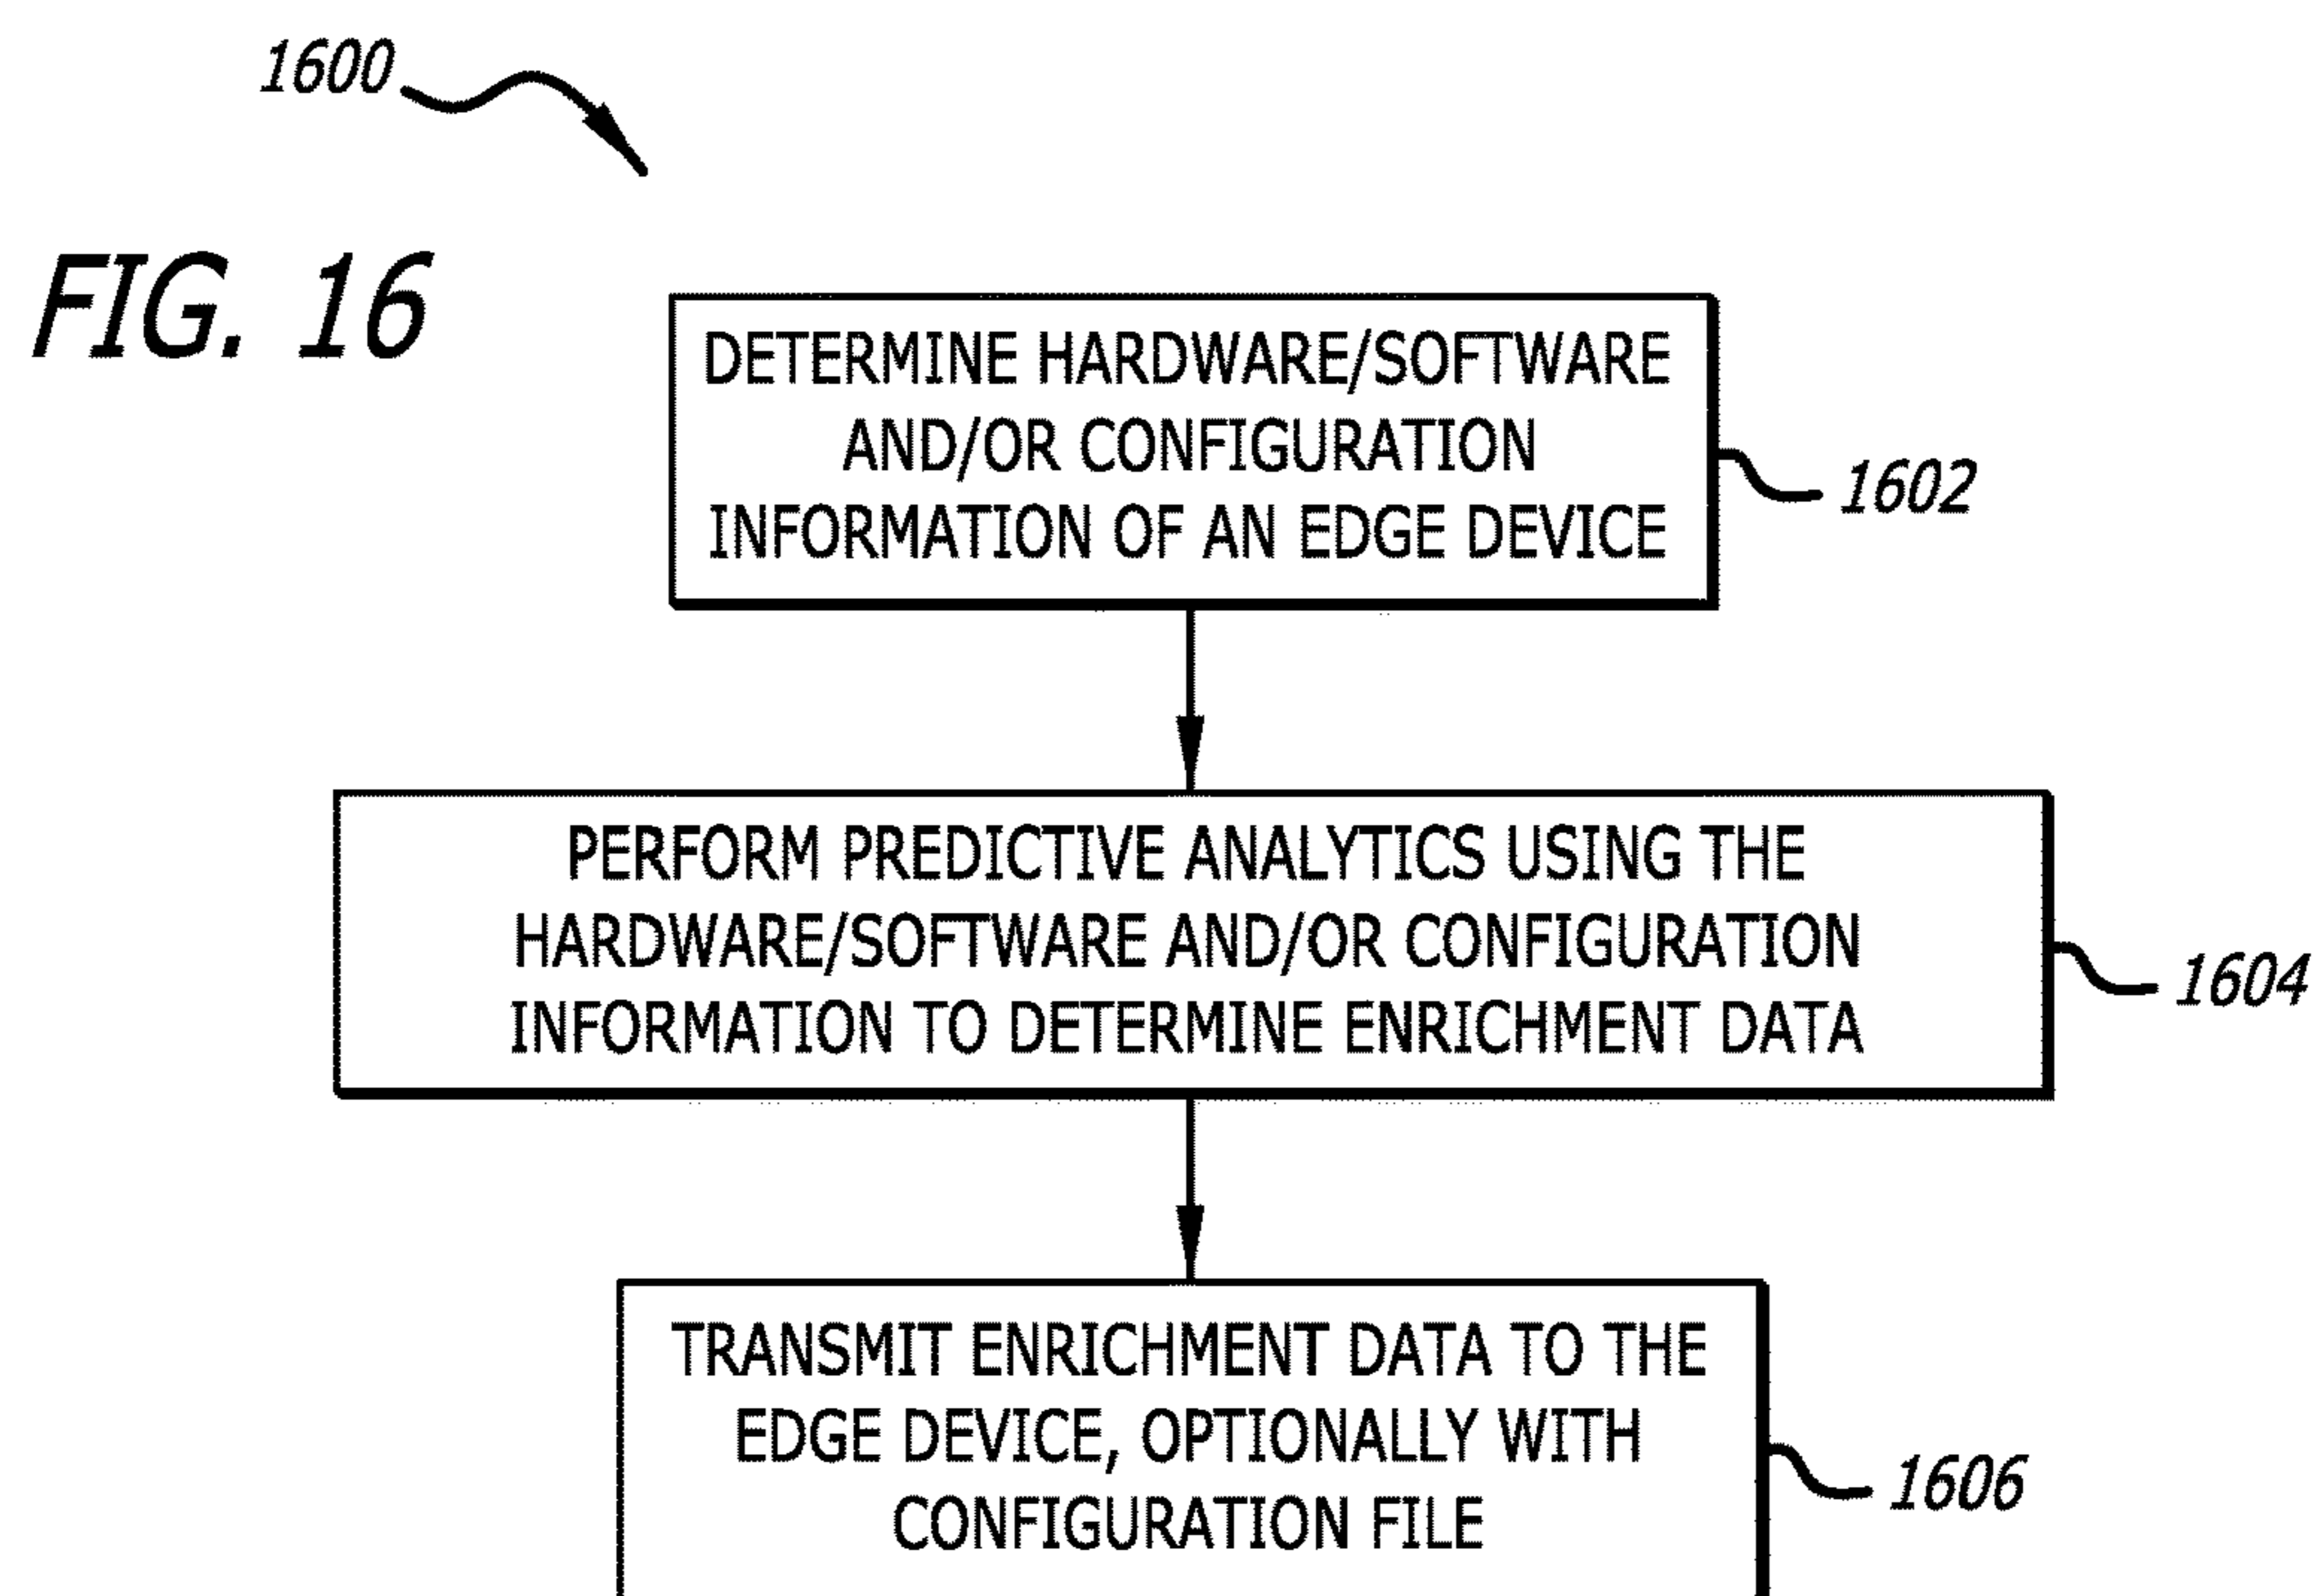 1600
FIG. 16
DETERMINE HARDWARE/SOFTWARE
AND/OR CONFIGURATION
INFORMATION OF AN EDGE DEVICE
1602
PERFORM PREDICTIVE ANALYTICS USING THE
HARDWARE/SOFTWARE AND/OR CONFIGURATION
INFORMATION TO DETERMINE ENRICHMENT DATA
1604
TRANSMIT ENRICHMENT DATA TO THE
EDGE DEVICE, OPTIONALLY WITH
CONFIGURATION FILE
1606